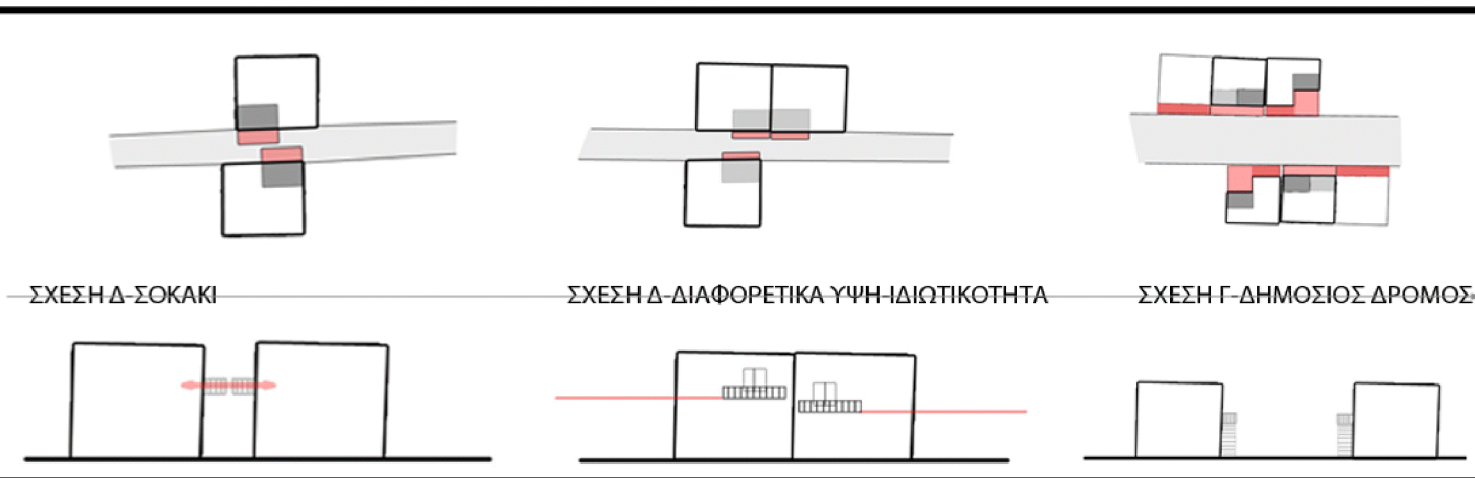 ΣΧΕΣΗ Δ-ΣΟΚΑΚΙ
ΣΧΕΣΗ Δ-ΔΙΑΦΟΡΕΤΙΚΑ ΥΨΗ-ΙΔΙΩΤΙΚΟΤΗΤΑ
ΣΧΕΣΗ Γ-ΔΗΜΟΣΙΟΣ ΔΡΟΜΟΣ